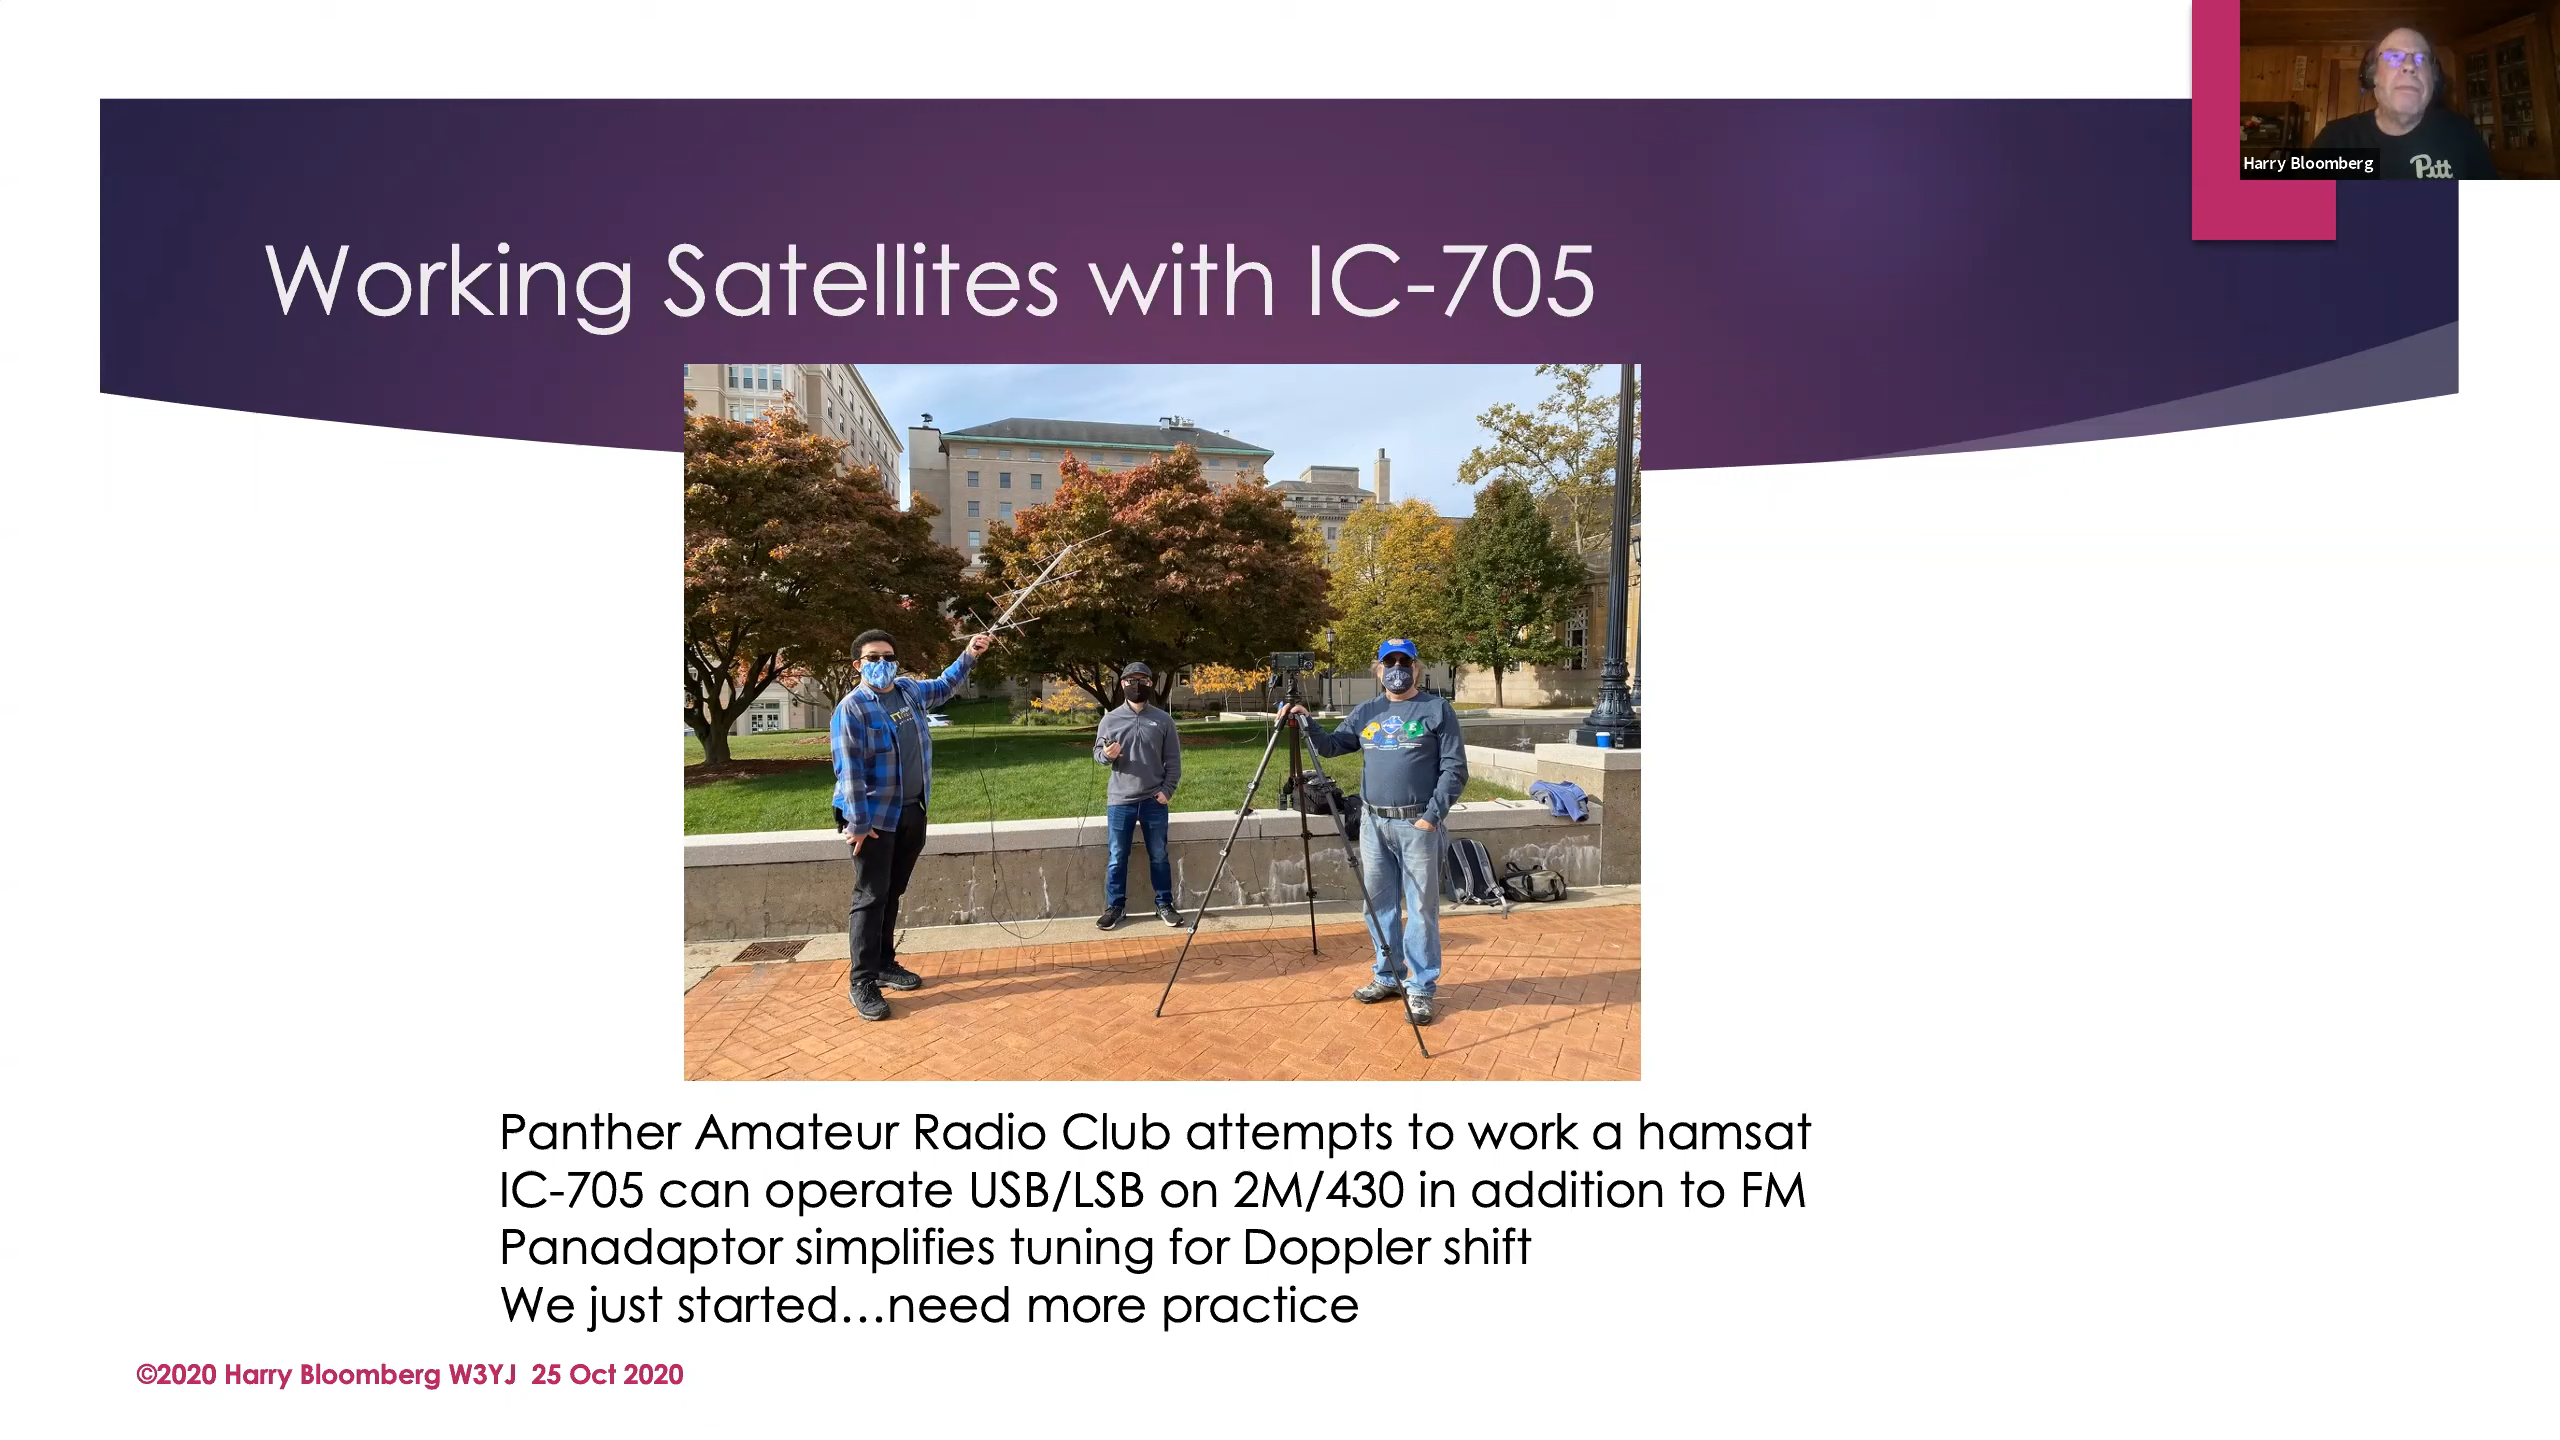 Harry Bloomberg
Pitt
Working Satellites with IC-705
Panther Amateur Radio Club attempts to work a hamsat
IC-705 can operate USB/LSB on 2M/430 in addition to FM
Panadaptor simplifies tuning for Doppler shift
We just started...need more practice
©2020 Harry Bloomberg W3YJ  25 Oct 2020